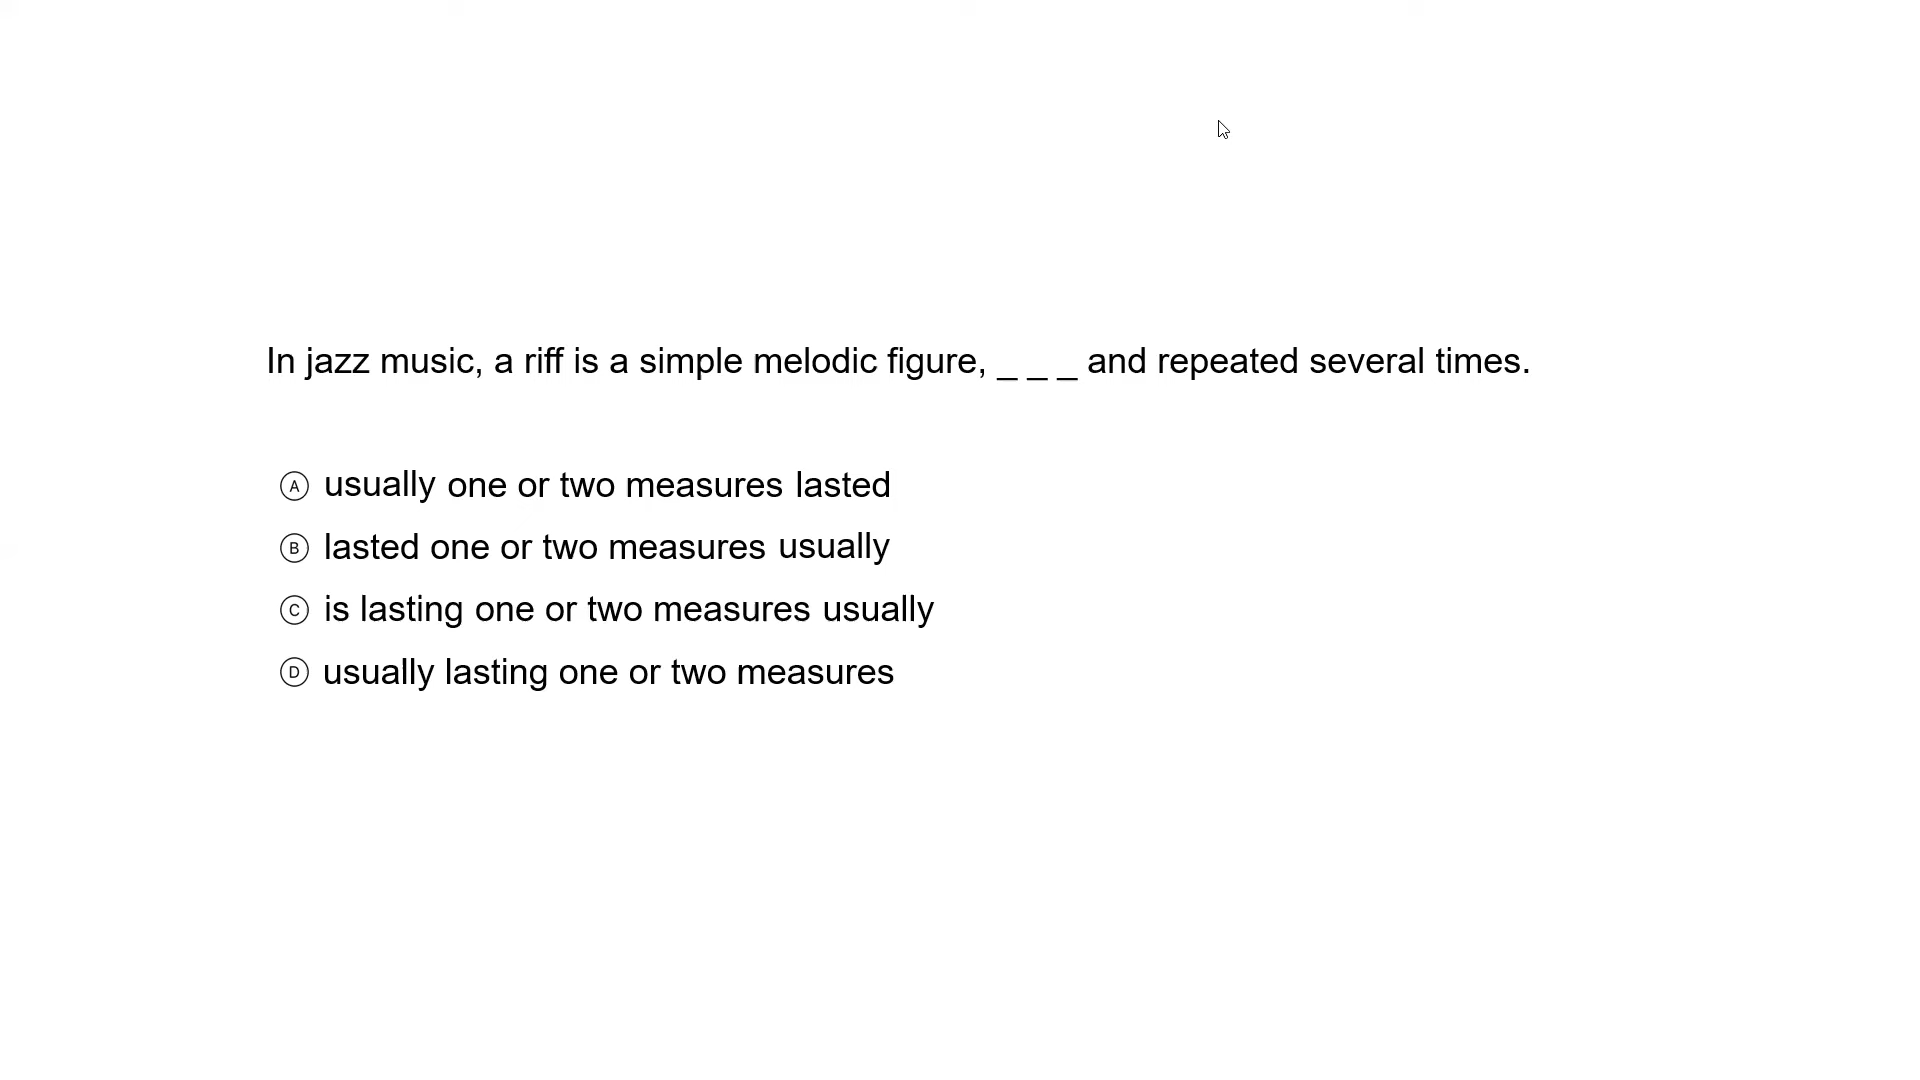 In jazz music, a riff is a simple melodic figure, _ _ _ and repeated several times.
A usually one or two measures lasted
B lasted one or two measures usually
C is lasting one or two measures usually
D usually lasting one or two measures